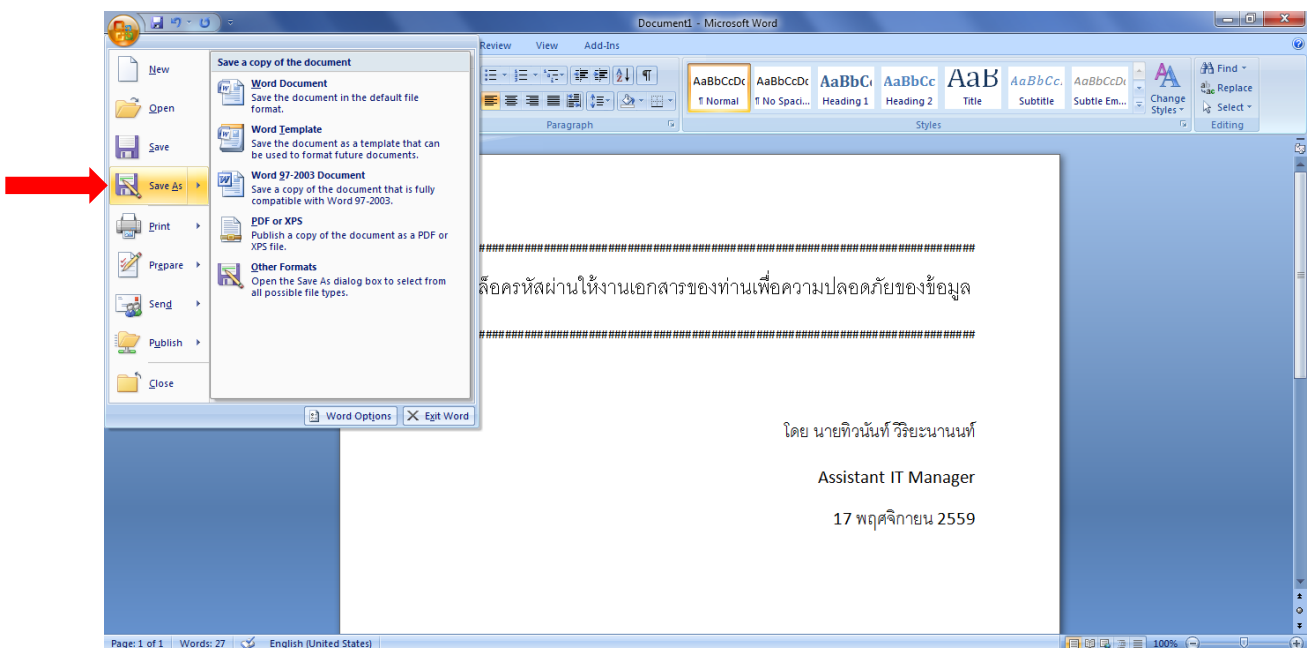 Document1 - Microsoft Word
Review View Add-Ins
New
Open
Save
Save As
Print
Prepare
Send
Publish
Close
Save a copy of the document
Word Document
Save the document in the default file
format.
Word Template
Save the document as a template that can
be used to format future documents.
Word 97-2003 Document
Save a copy of the document that is fully
compatible with Word 97-2003.
PDF or XPS
Publish a copy of the document as a PDF or
XPS file.
Other Formats
Open the Save As dialog box to select from
all possible file types.
Word Options Exit Word
Paragraph
AaBbCcDc AaBbCcDc AaBbC AaBbCc AaB AaBbCc. AaBbCcDc
¶ Normal ¶ No Spaci... Heading 1 Heading 2 Title Subtitle Subtle Em...
Change
Styles
Styles
Find
Replace
Select
Editing
ล็อครหัสผ่านให้งานเอกสารของท่านเพื่อความปลอดภัยของข้อมูล
โดย นายทิวนันท์ วิริยะนานนท์
Assistant IT Manager
17 พฤศจิกายน 2559
Page: 1 of 1 Words: 27 English (United States) 100%